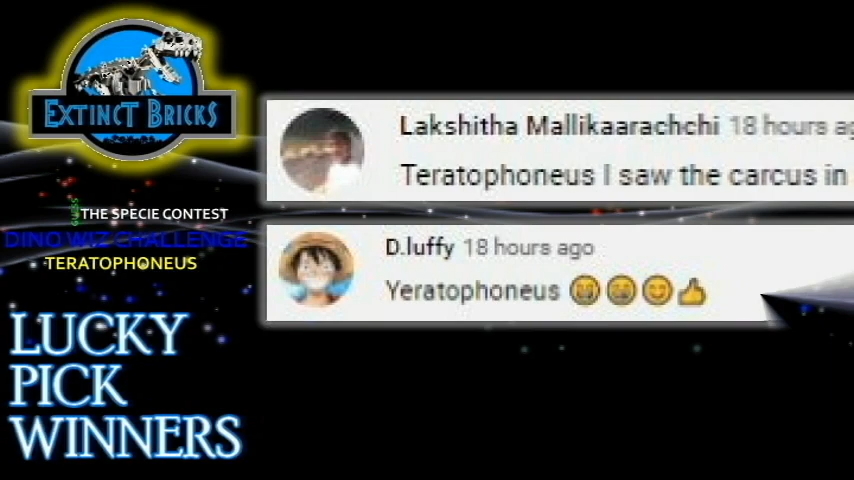 EXTINCT BRICKS
GUESS THE SPECIE CONTEST
DINO WIZ CHALLENGE
TERATOPHONEUS
LUCKY
PICK
WINNERS
Lakshitha Mallikaarachchi 18 hours ag
Teratophoneus I saw the carcus in
D.luffy 18 hours ago
Yeratophoneus 😁😁😊👍